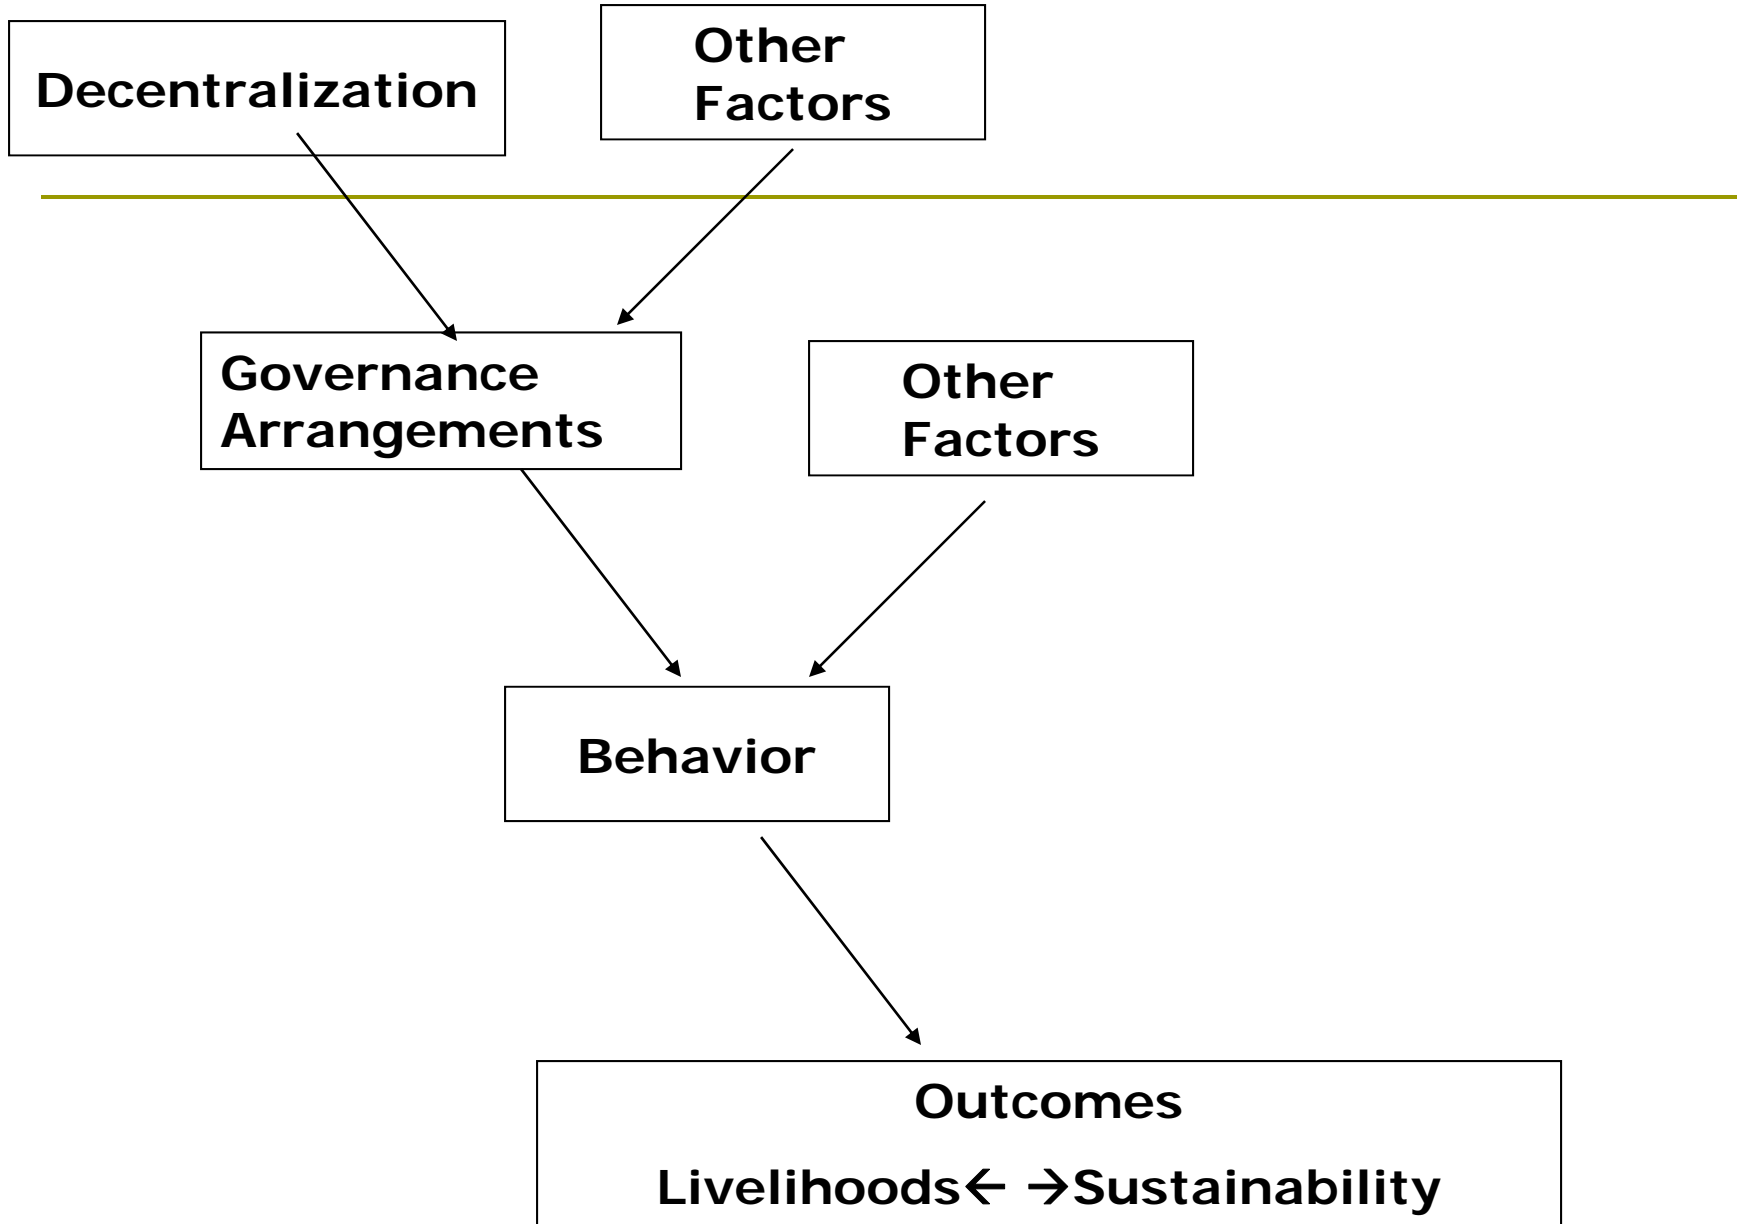 Decentralization
Other
Factors
Governance
Arrangements
Other
Factors
Behavior
Outcomes
Livelihoods← →Sustainability